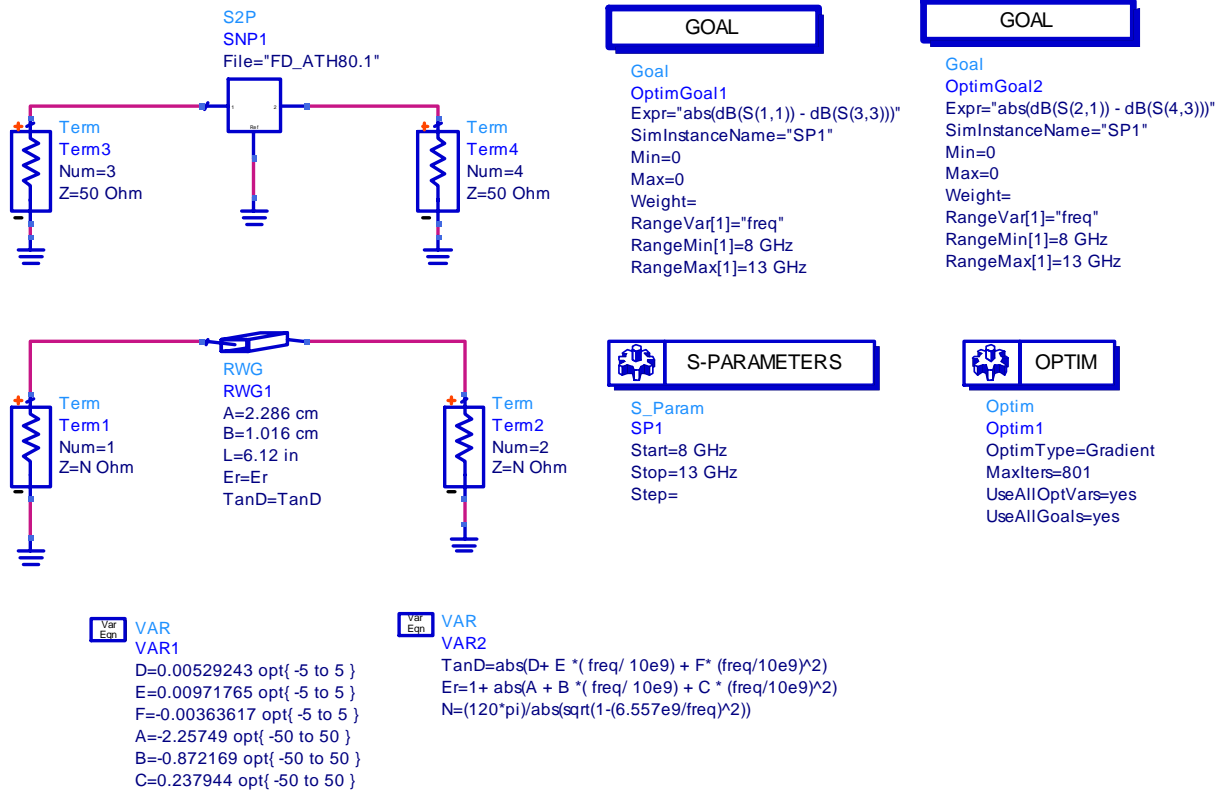 S2P
SNP1
File="FD_ATH80.1"
1
2
Ref
Term
Term3
Num=3
Z=50 Ohm
Term
Term4
Num=4
Z=50 Ohm
GOAL
Goal
OptimGoal1
Expr="abs(dB(S(1,1)) - dB(S(3,3)))"
SimInstanceName="SP1"
Min=0
Max=0
Weight=
RangeVar[1]="freq"
RangeMin[1]=8 GHz
RangeMax[1]=13 GHz
GOAL
Goal
OptimGoal2
Expr="abs(dB(S(2,1)) - dB(S(4,3)))"
SimInstanceName="SP1"
Min=0
Max=0
Weight=
RangeVar[1]="freq"
RangeMin[1]=8 GHz
RangeMax[1]=13 GHz
Term
Term1
Num=1
Z=N Ohm
RWG
RWG1
A=2.286 cm
B=1.016 cm
L=6.12 in
Er=Er
TanD=TanD
Term
Term2
Num=2
Z=N Ohm
S-PARAMETERS
S_Param
SP1
Start=8 GHz
Stop=13 GHz
Step=
OPTIM
Optim
Optim1
OptimType=Gradient
MaxIters=801
UseAllOptVars=yes
UseAllGoals=yes
Var
Eqn
VAR
VAR1
D=0.00529243 opt{ -5 to 5 }
E=0.00971765 opt{ -5 to 5 }
F=-0.00363617 opt{ -5 to 5 }
A=-2.25749 opt{ -50 to 50 }
B=-0.872169 opt{ -50 to 50 }
C=0.237944 opt{ -50 to 50 }
Var
Eqn
VAR
VAR2
TanD=abs(D+ E *( freq/ 10e9) + F* (freq/10e9)^2)
Er=1+ abs(A + B *( freq/ 10e9) + C * (freq/10e9)^2)
N=(120*pi)/abs(sqrt(1-(6.557e9/freq)^2))